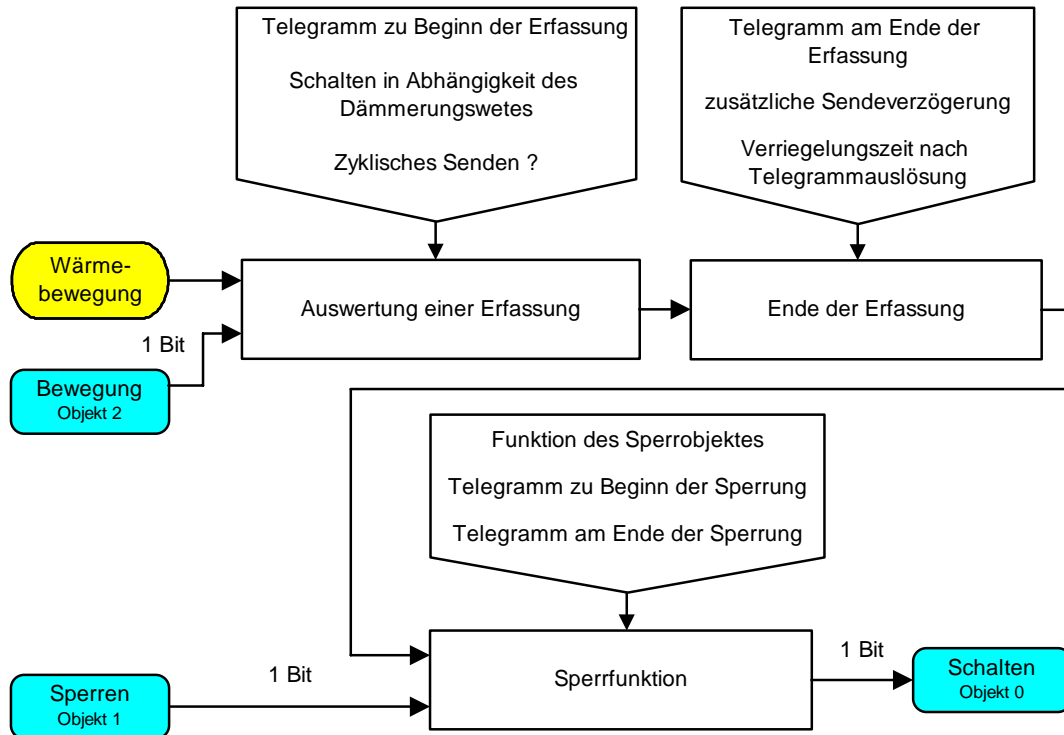 Telegramm zu Beginn der Erfassung
Schalten in Abhängigkeit des
Dämmerungswetes
Zyklisches Senden ?
Telegramm am Ende der
Erfassung
zusätzliche Sendeverzögerung
Verriegelungszeit nach
Telegrammauslösung
Wärme-
bewegung
Auswertung einer Erfassung
Ende der Erfassung
1 Bit
Bewegung
Objekt 2
Funktion des Sperrobjektes
Telegramm zu Beginn der Sperrung
Telegramm am Ende der Sperrung
1 Bit
Sperren
Objekt 1
Sperrfunktion
1 Bit
Schalten
Objekt 0